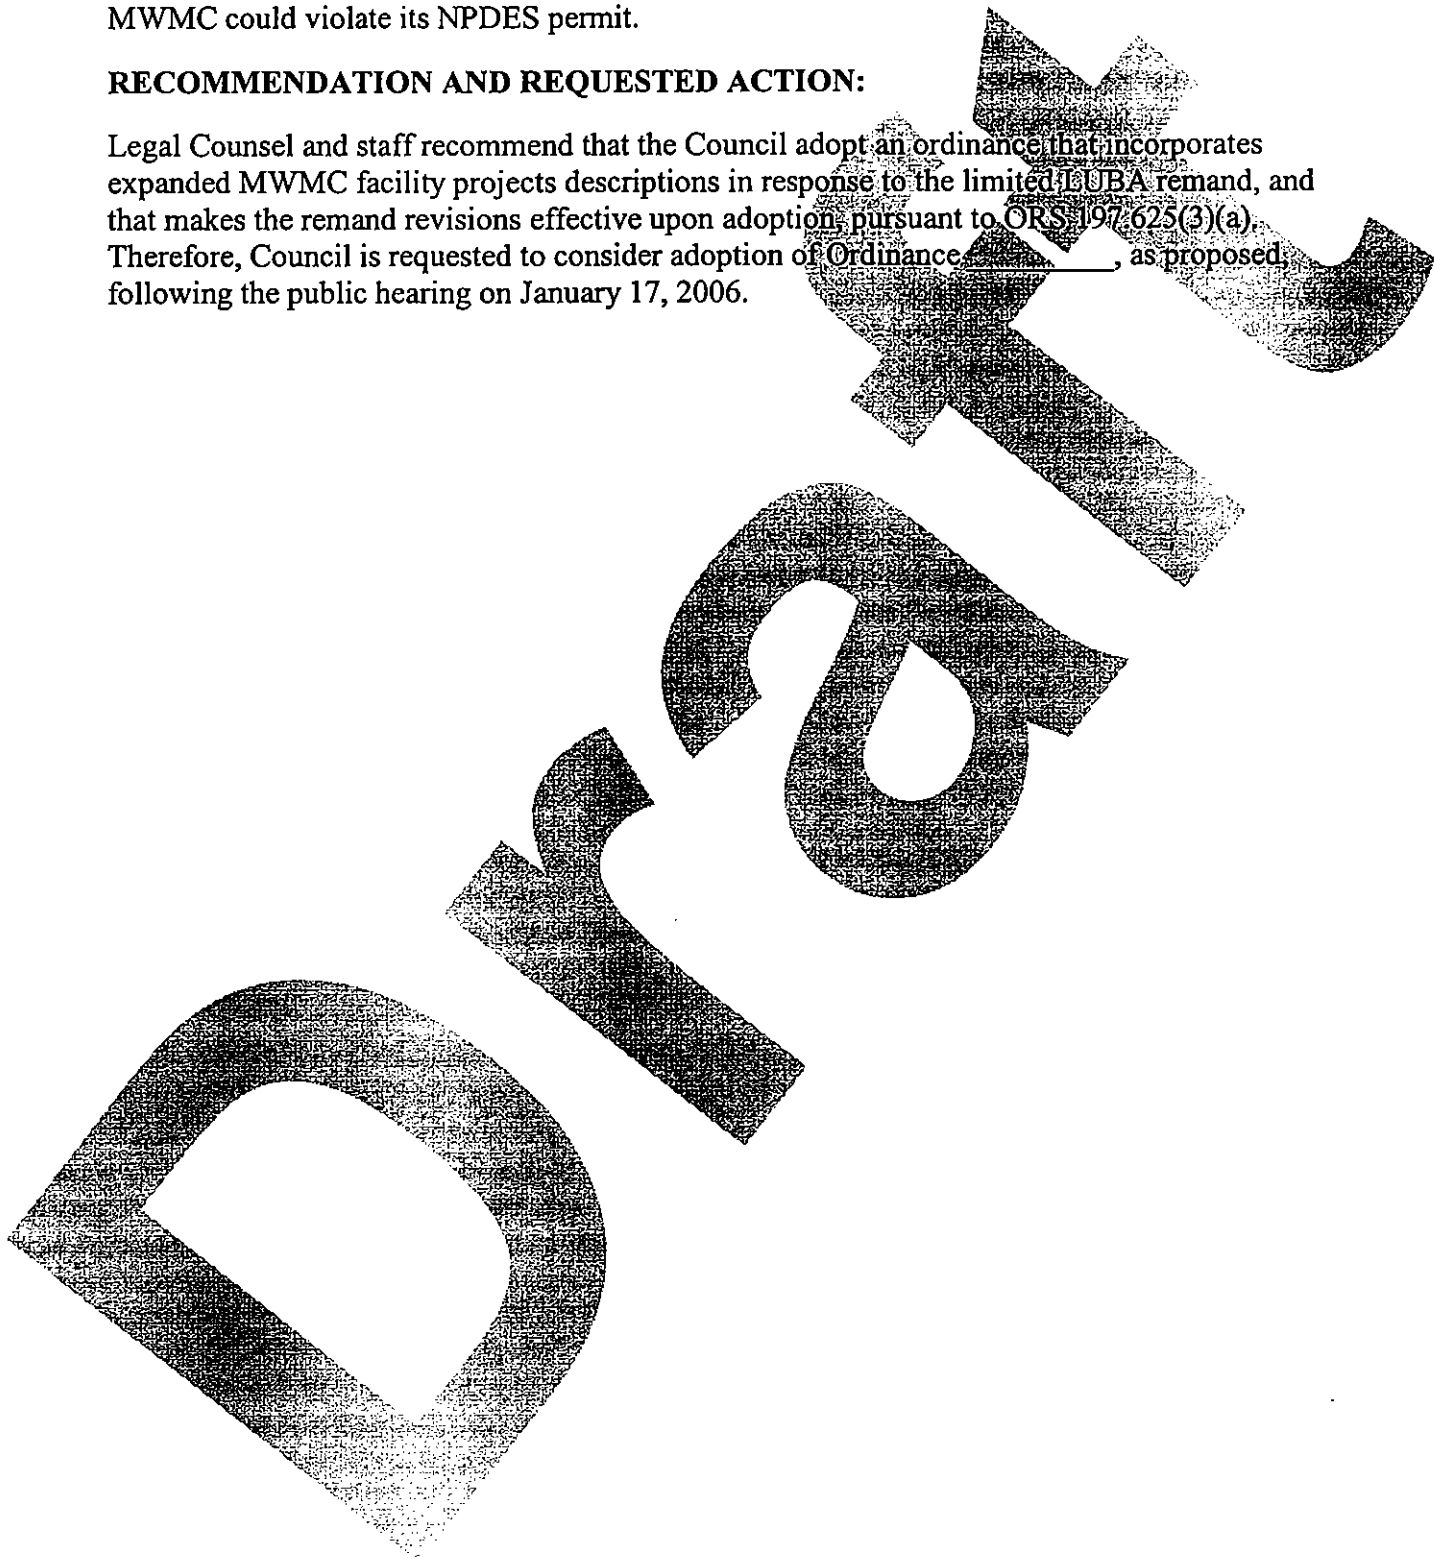 MWMC could violate its NPDES permit.
RECOMMENDATION AND REQUESTED ACTION:
Legal Counsel and staff recommend that the Council adopt an ordinance that incorporates
expanded MWMC facility projects descriptions in response to the limited LUBA remand, and
that makes the remand revisions effective upon adoption, pursuant to ORS 197.625(3)(a).
Therefore, Council is requested to consider adoption of Ordinance __________, as proposed,
following the public hearing on January 17, 2006.
Draft